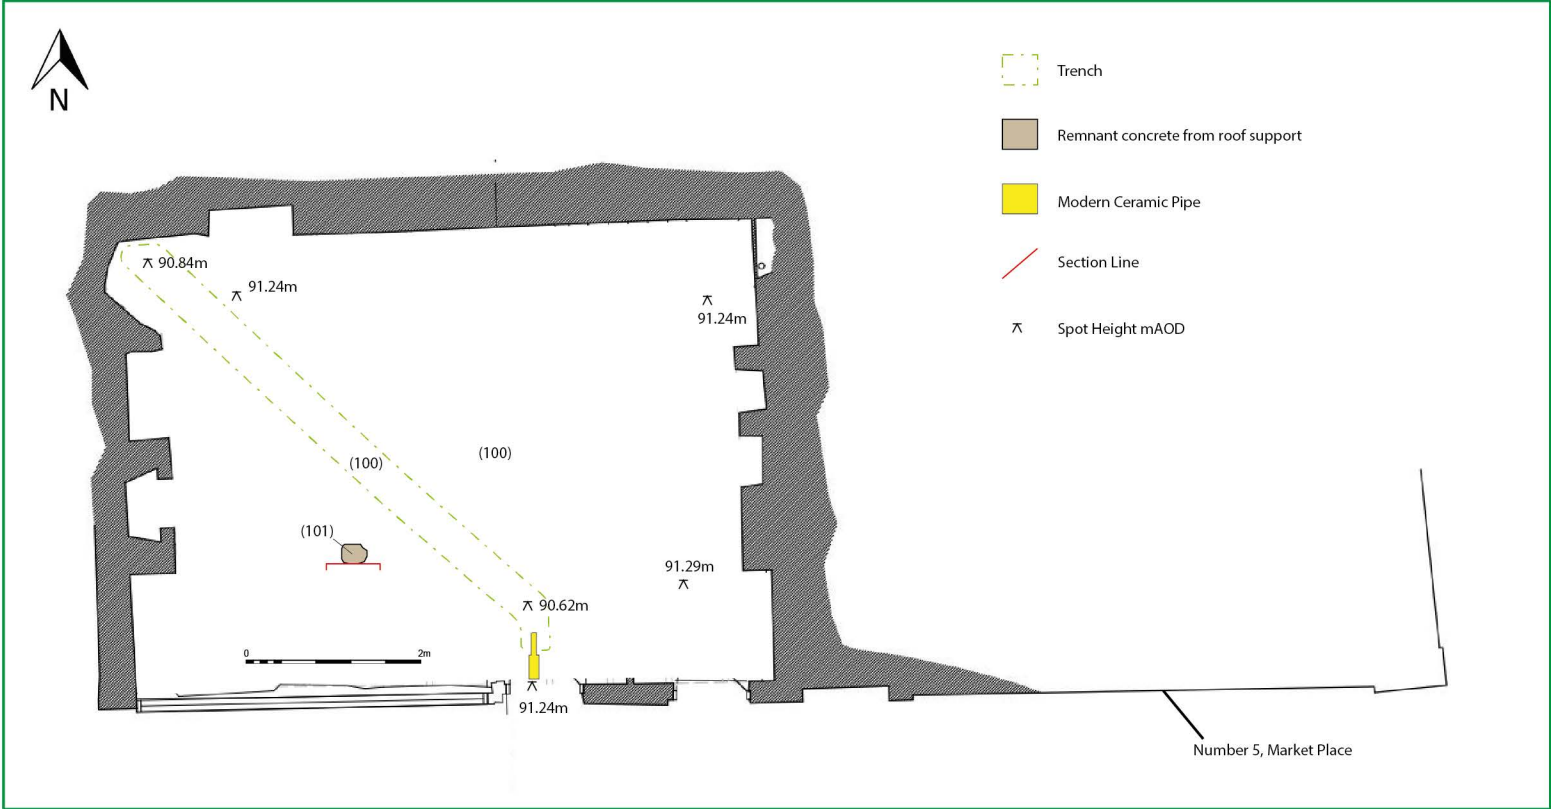 N
Trench
Remnant concrete from roof support
Modern Ceramic Pipe
Section Line
Spot Height mAOD
90.84m
91.24m
91.24m
(100)
(100)
(101)
91.29m
90.62m
0
2m
91.24m
Number 5, Market Place